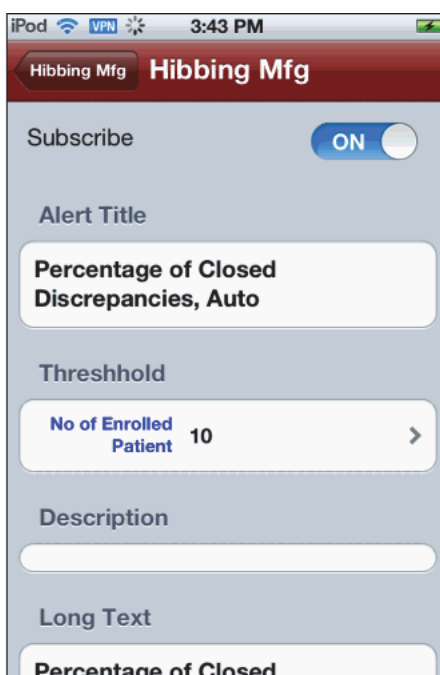 iPod VPN 3:43 PM
Hibbing Mfg Hibbing Mfg
Subscribe ON
Alert Title
Percentage of Closed
Discrepancies, Auto
Threshhold
No of Enrolled
Patient 10
Description
Long Text
Percentage of Closed